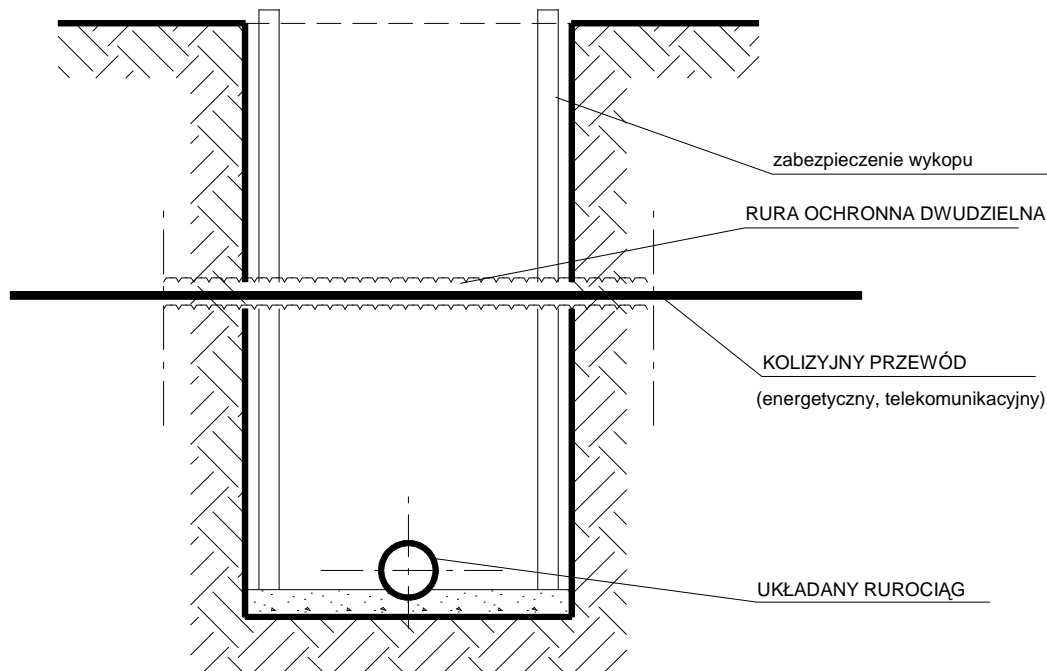 zabezpieczenie wykopu
RURA OCHRONNA DWUDZIELNA
KOLIZYJNY PRZEWÓD
(energetyczny, telekomunikacyjny)
UKŁADANY RUROCIĄG